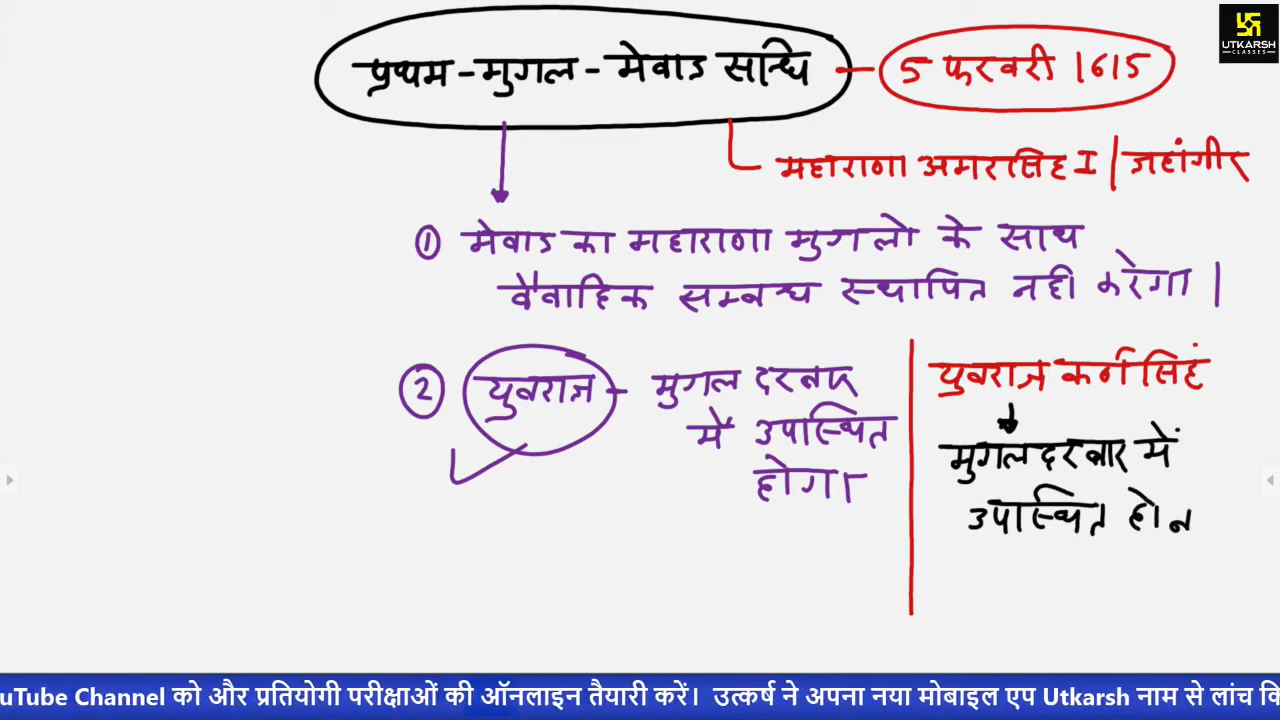 UTKARSH
CLASSES
प्रथम - मुगल - मेवाड सन्धि - 5 फरवरी 1615
महाराणा अमरसिंह I | जहांगीर
① मेवाड का महाराणा मुगलो के साथ
वैवाहिक सम्बन्ध स्थापित नही करेगा |
② युवराज - मुगल दरबार
में उपस्थित
होगा
युवराज कर्ण सिंह
मुगल दरबार में
उपस्थित होन
uTube Channel को और प्रतियोगी परीक्षाओं की ऑनलाइन तैयारी करें। उत्कर्ष ने अपना नया मोबाइल एप Utkarsh नाम से लांच कि